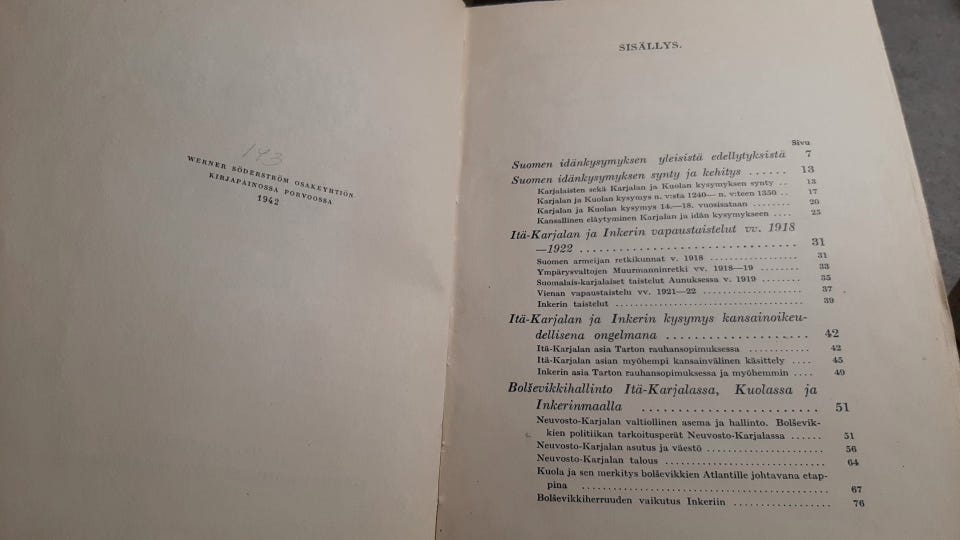 173
WERNER SÖDERSTRÖM OSAKEYHTIÖN
KIRJAPAINOSSA PORVOOSSA
1942
SISÄLLYS.
Sivu
Suomen idänkysymyksen yleisistä edellytyksistä 7
Suomen idänkysymyksen synty ja kehitys ...... 13
Karjalaisten sekä Karjalan ja Kuolan kysymyksen synty .. 13
Karjalan ja Kuolan kysymys n. v:sta 1240— n. v:teen 1350 .. 17
Karjalan ja Kuolan kysymys 14.—18. vuosisataan ........ 20
Kansallinen eläytyminen Karjalan ja idän kysymykseen .... 25
Itä-Karjalan ja Inkerin vapaustaistelut vv. 1918
—1922 ................................ 31
Suomen armeijan retkikunnat v. 1918 ................ 31
Ympärysvaltojen Muurmanninretki vv. 1918—19 ........ 33
Suomalais-karjalaiset taistelut Aunuksessa v. 1919 ........ 35
Vienan vapaustaistelu vv. 1921—22 .................. 37
Inkerin taistelut ................................ 39
Itä-Karjalan ja Inkerin kysymys kansainoikeu-
dellisena ongelmana .................... 42
Itä-Karjalan asia Tarton rauhansopimuksessa .......... 42
Itä-Karjalan asian myöhempi kansainvälinen käsittely .... 45
Inkerin asia Tarton rauhansopimuksessa ja myöhemmin .... 49
Bolševikkihallinto Itä-Karjalassa, Kuolassa ja
Inkerinmaalla ........................ 51
Neuvosto-Karjalan valtiollinen asema ja hallinto. Bolševik-
kien politiikan tarkoitusperät Neuvosto-Karjalassa ...... 51
Neuvosto-Karjalan asutus ja väestö .................. 56
Neuvosto-Karjalan talous .......................... 64
Kuola ja sen merkitys bolševikkien Atlantille johtavana etap-
pina .................................... 67
Bolševikkiherruuden vaikutus Inkeriin ................ 76